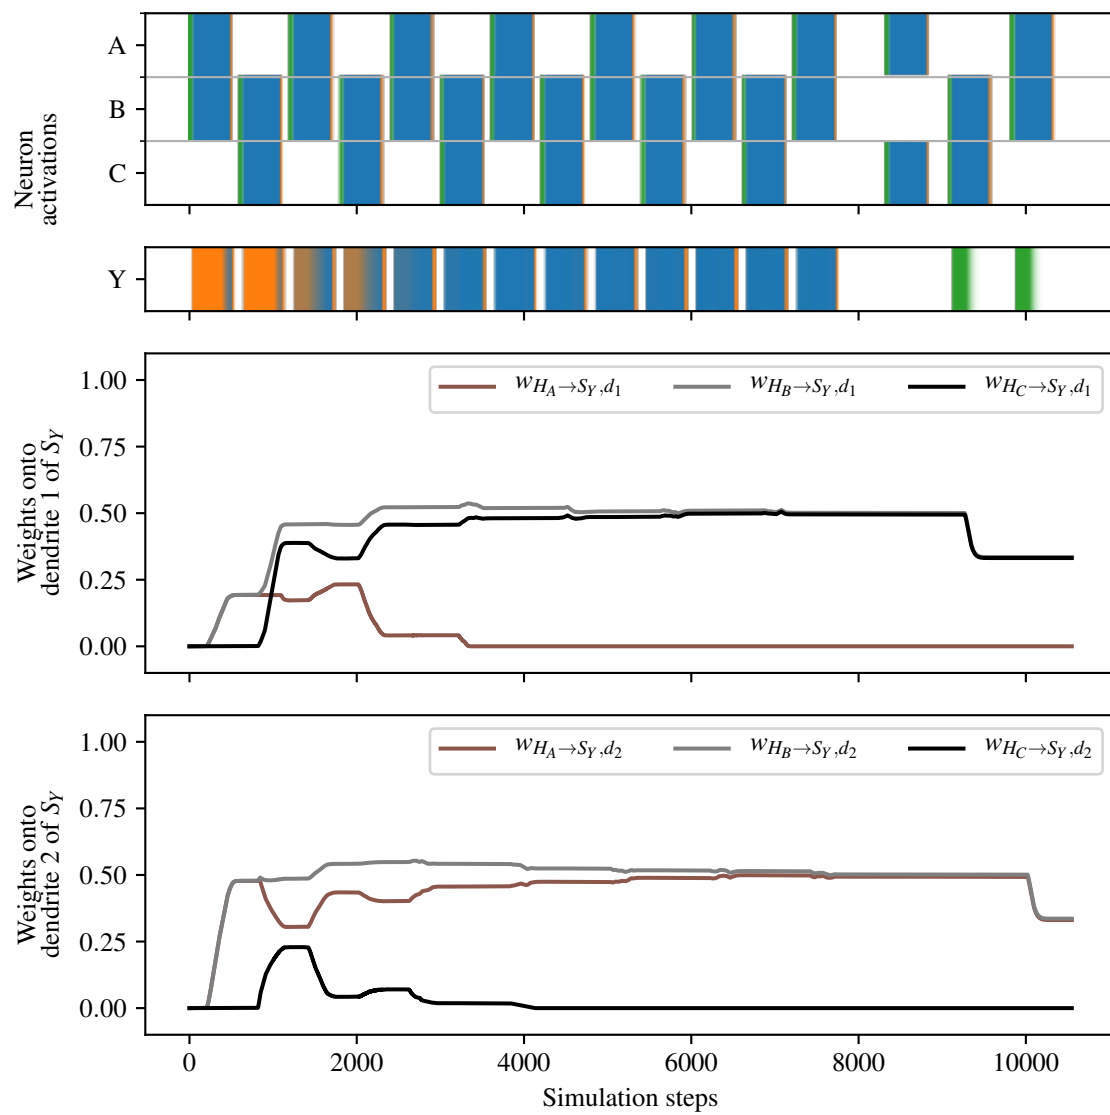 A
B
C
Neuron
activations
Y
w_{H_A→S_Y,d_1}
w_{H_B→S_Y,d_1}
w_{H_C→S_Y,d_1}
1.00
0.75
0.50
0.25
0.00
Weights onto
dendrite 1 of S_Y
w_{H_A→S_Y,d_2}
w_{H_B→S_Y,d_2}
w_{H_C→S_Y,d_2}
1.00
0.75
0.50
0.25
0.00
Weights onto
dendrite 2 of S_Y
0 2000 4000 6000 8000 10000
Simulation steps